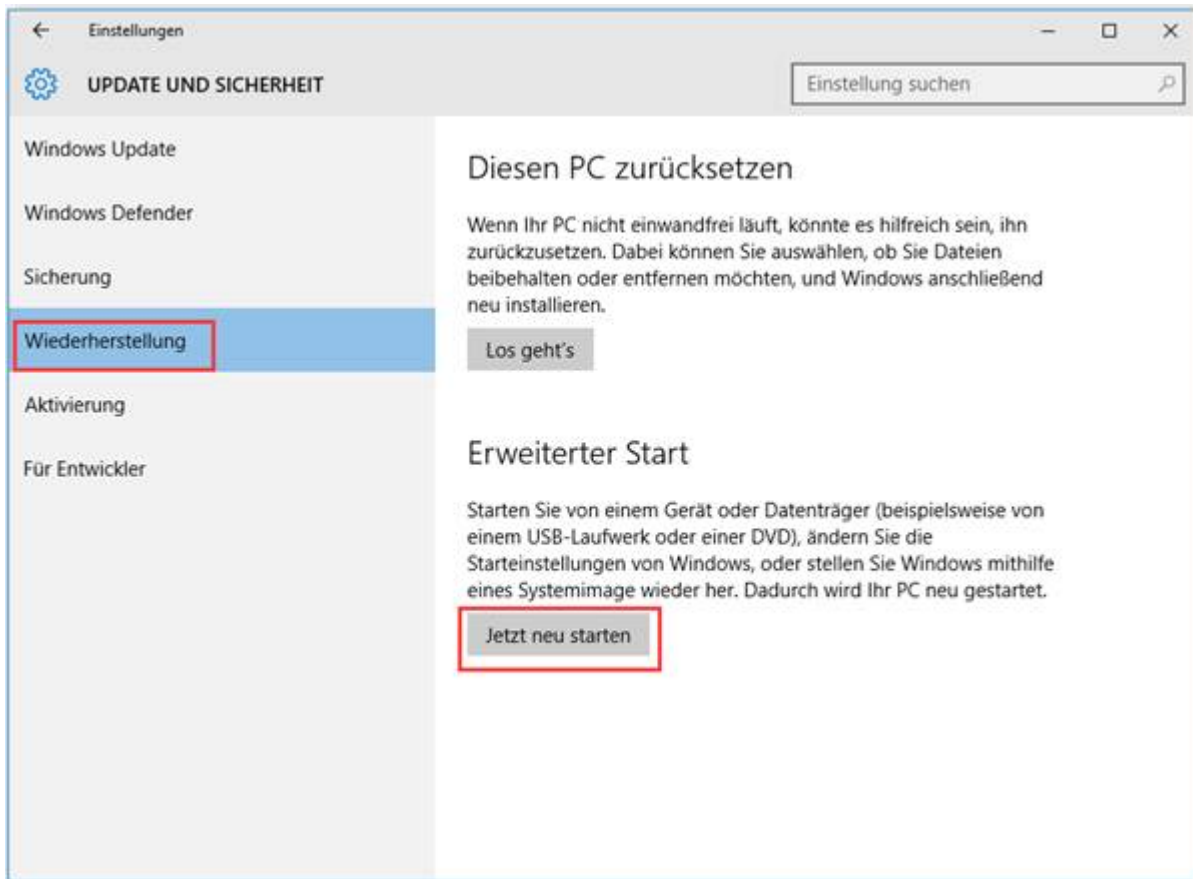 Einstellungen
UPDATE UND SICHERHEIT
Einstellung suchen
Windows Update
Windows Defender
Sicherung
Wiederherstellung
Aktivierung
Für Entwickler
Diesen PC zurücksetzen
Wenn Ihr PC nicht einwandfrei läuft, könnte es hilfreich sein, ihn
zurückzusetzen. Dabei können Sie auswählen, ob Sie Dateien
beibehalten oder entfernen möchten, und Windows anschließend
neu installieren.
Los geht's
Erweiterter Start
Starten Sie von einem Gerät oder Datenträger (beispielsweise von
einem USB-Laufwerk oder einer DVD), ändern Sie die
Starteinstellungen von Windows, oder stellen Sie Windows mithilfe
eines Systemimage wieder her. Dadurch wird Ihr PC neu gestartet.
Jetzt neu starten